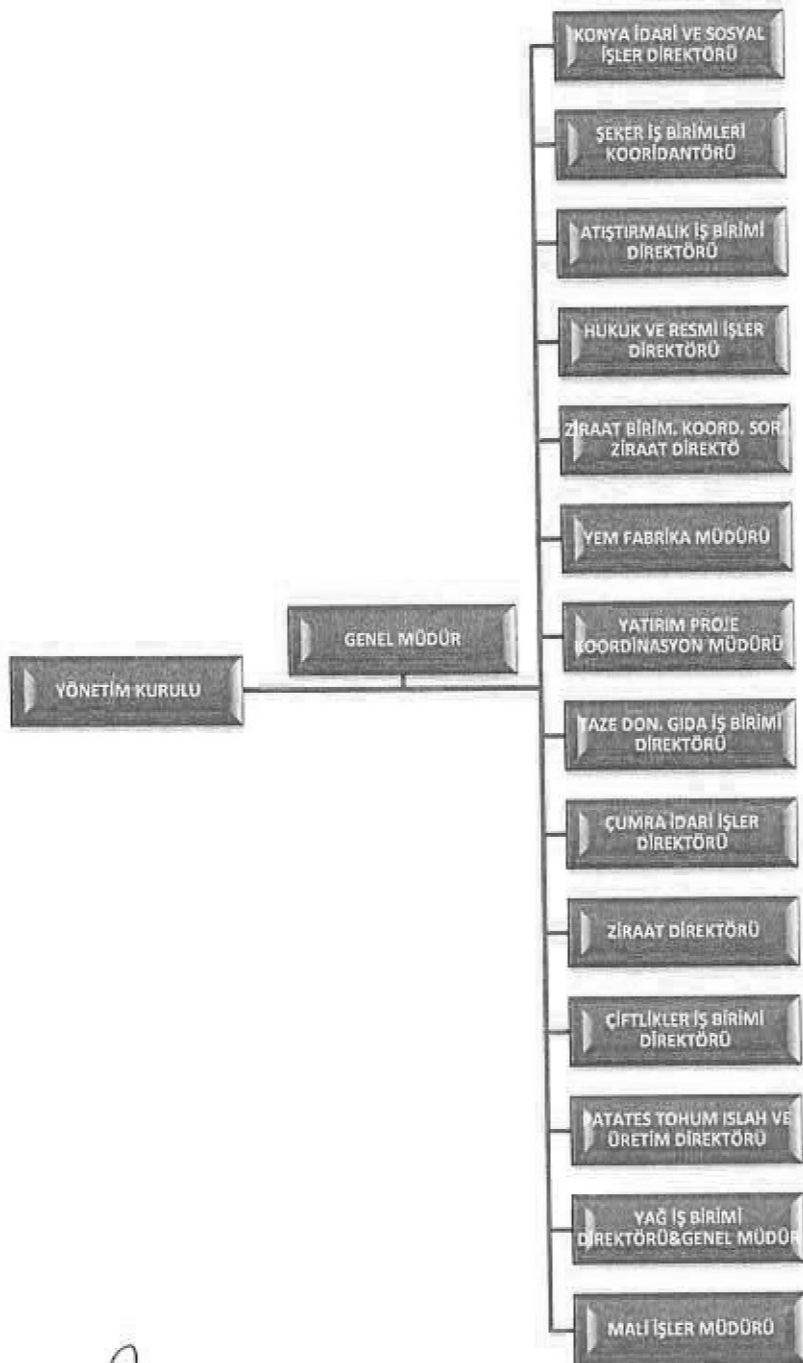 KONYA İDARİ VE SOSYAL
İŞLER DİREKTÖRÜ
ŞEKER İŞ BİRİMLERİ
KOORİDANTÖRÜ
ATIŞTIRMALIK İŞ BİRİMİ
DİREKTÖRÜ
HUKUK VE RESMİ İŞLER
DİREKTÖRÜ
ZİRAAT BİRİM. KOORD. SOR.
ZİRAAT DİREKTÖ
YEM FABRİKA MÜDÜRÜ
GENEL MÜDÜR
YATIRIM PROJE
KOORDİNASYON MÜDÜRÜ
YÖNETİM KURULU
TAZE DON. GIDA İŞ BİRİMİ
DİREKTÖRÜ
ÇUMRA İDARİ İŞLER
DİREKTÖRÜ
ZİRAAT DİREKTÖRÜ
ÇİFTLİKLER İŞ BİRİMİ
DİREKTÖRÜ
PATATES TOHUM ISLAH VE
ÜRETİM DİREKTÖRÜ
YAĞ İŞ BİRİMİ
DİREKTÖRÜ&GENEL MÜDÜR
MALİ İŞLER MÜDÜRÜ